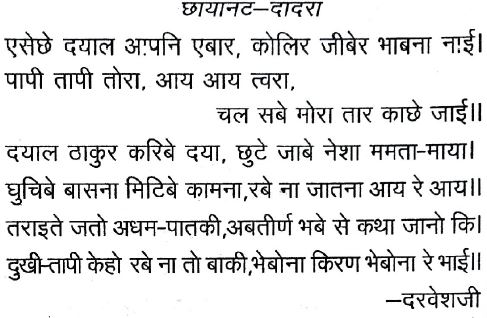 छायानट–दादरा
एसेछे दयाल आपनि एबार, कोलिर जीबेर भाबना नाई।
पापी तापी तोरा, आय आय त्वरा,
चल सबे मोरा तार काछे जाई॥
दयाल ठाकुर करिबे दया, छुटे जाबे नेशा ममता–माया।
घुचिबे बासना मिटिबे कामना,रबे ना जातना आय रे आय॥
तराइते जतो अधम–पातकी,अबतीर्ण भबे से कथा जानो कि।
दुखी–तापी केहो रबे ना तो बाकी,भेबोना किरण भेबोना रे भाई॥
–दरवेशजी